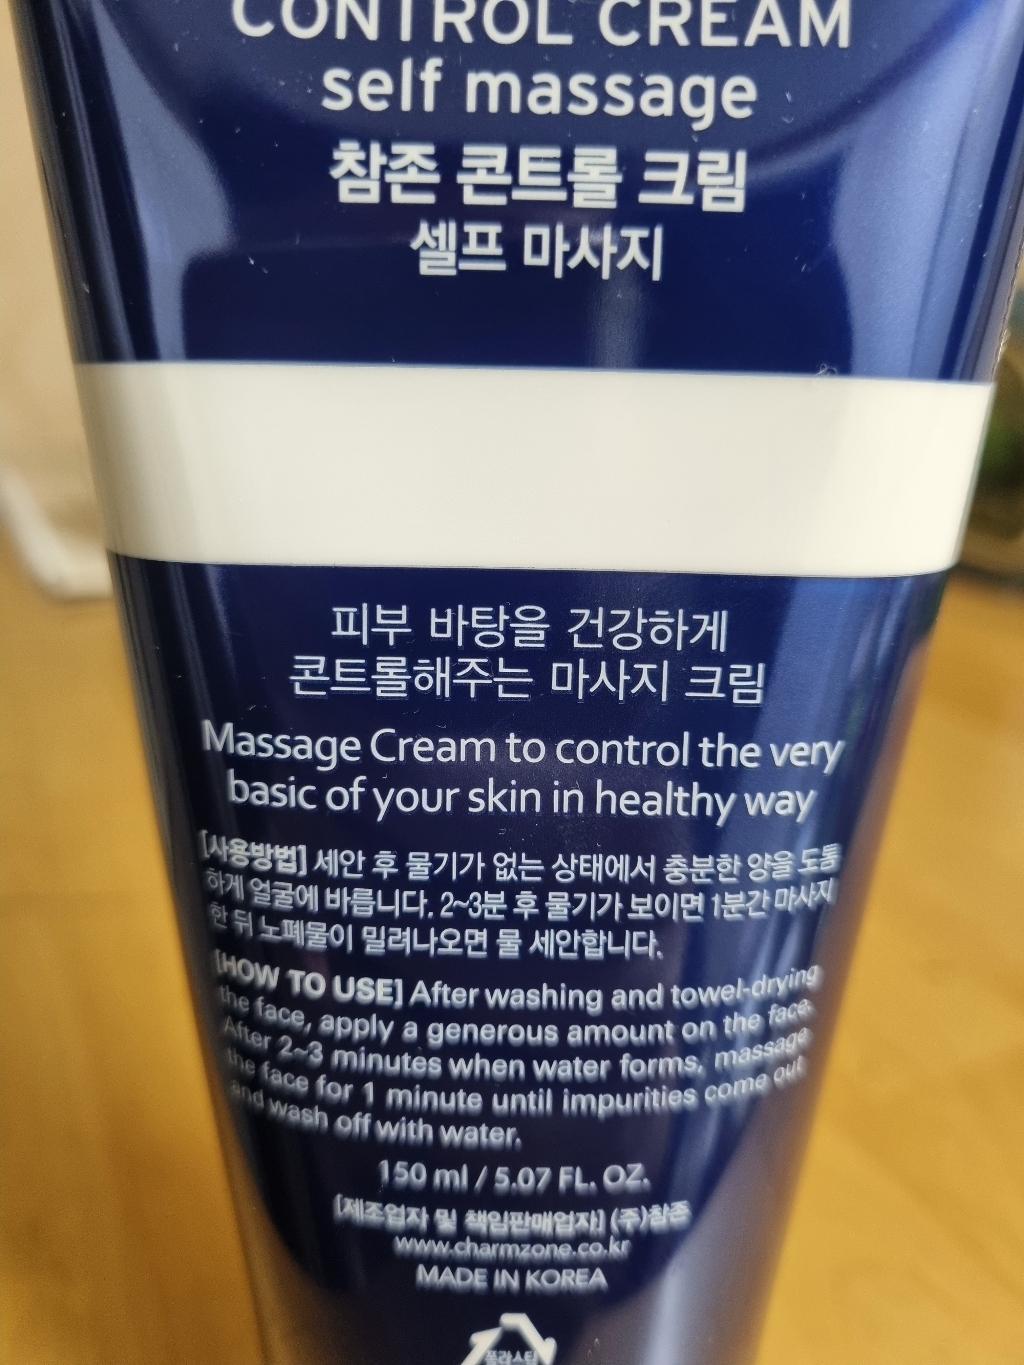 CONTROL CREAM
self massage
참존 콘트롤 크림
셀프 마사지
피부 바탕을 건강하게
콘트롤해주는 마사지 크림
Massage Cream to control the very
basic of your skin in healthy way
[사용방법] 세안 후 물기가 없는 상태에서 충분한 양을 도톰
하게 얼굴에 바릅니다. 2~3분 후 물기가 보이면 1분간 마사지
한 뒤 노폐물이 밀려나오면 물 세안합니다.
[HOW TO USE] After washing and towel-drying
the face, apply a generous amount on the face.
After 2~3 minutes when water forms, massage
the face for 1 minute until impurities come out
and wash off with water.
150 ml / 5.07 FL. OZ.
[제조업자 및 책임판매업자] (주)참존
www.charmzone.co.kr
MADE IN KOREA
플라스틱